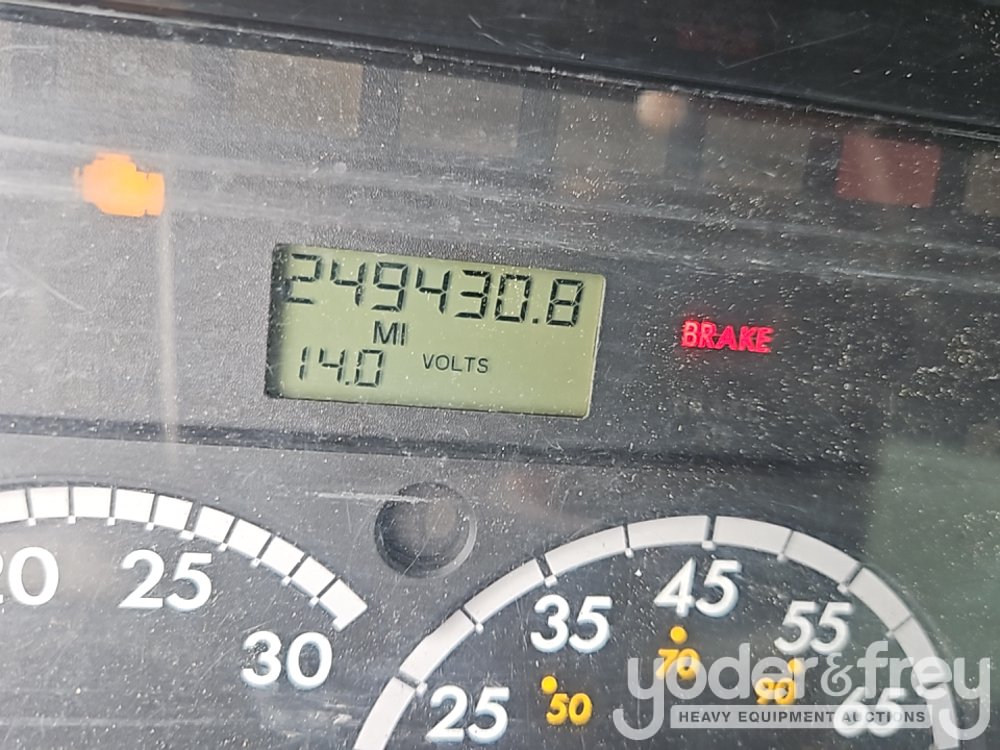 249430.8
MI
14.0 VOLTS
BRAKE
20 25 30
25 35 45 55 65
50 70 90
yoder&frey
HEAVY EQUIPMENT AUCTIONS